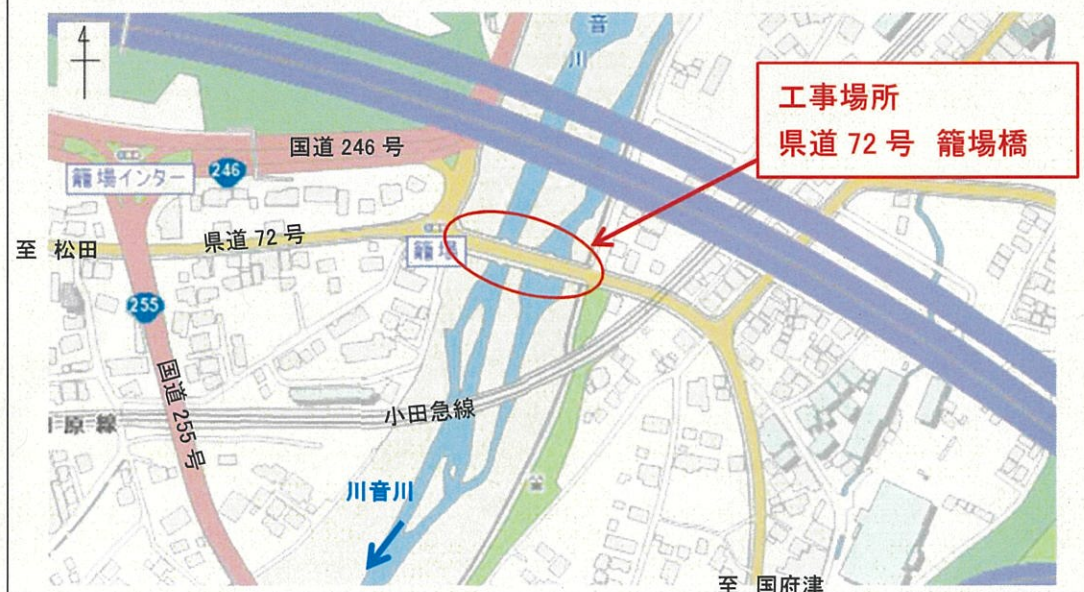 4
音
川
工事場所
県道 72 号 籠場橋
国道 246 号
246
籠場インター
県道 72 号
籠場
至 松田
255
国道 255 号
小田急線
原線
川音川
至 国府津